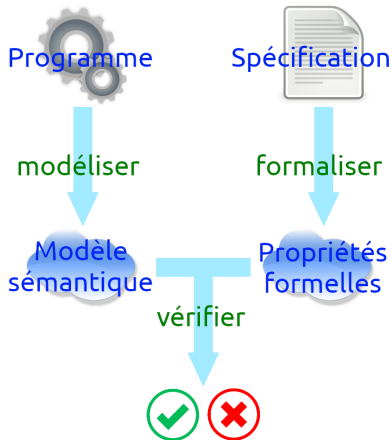 Programme
Spécification
modéliser
formaliser
Modèle
sémantique
Propriétés
formelles
vérifier